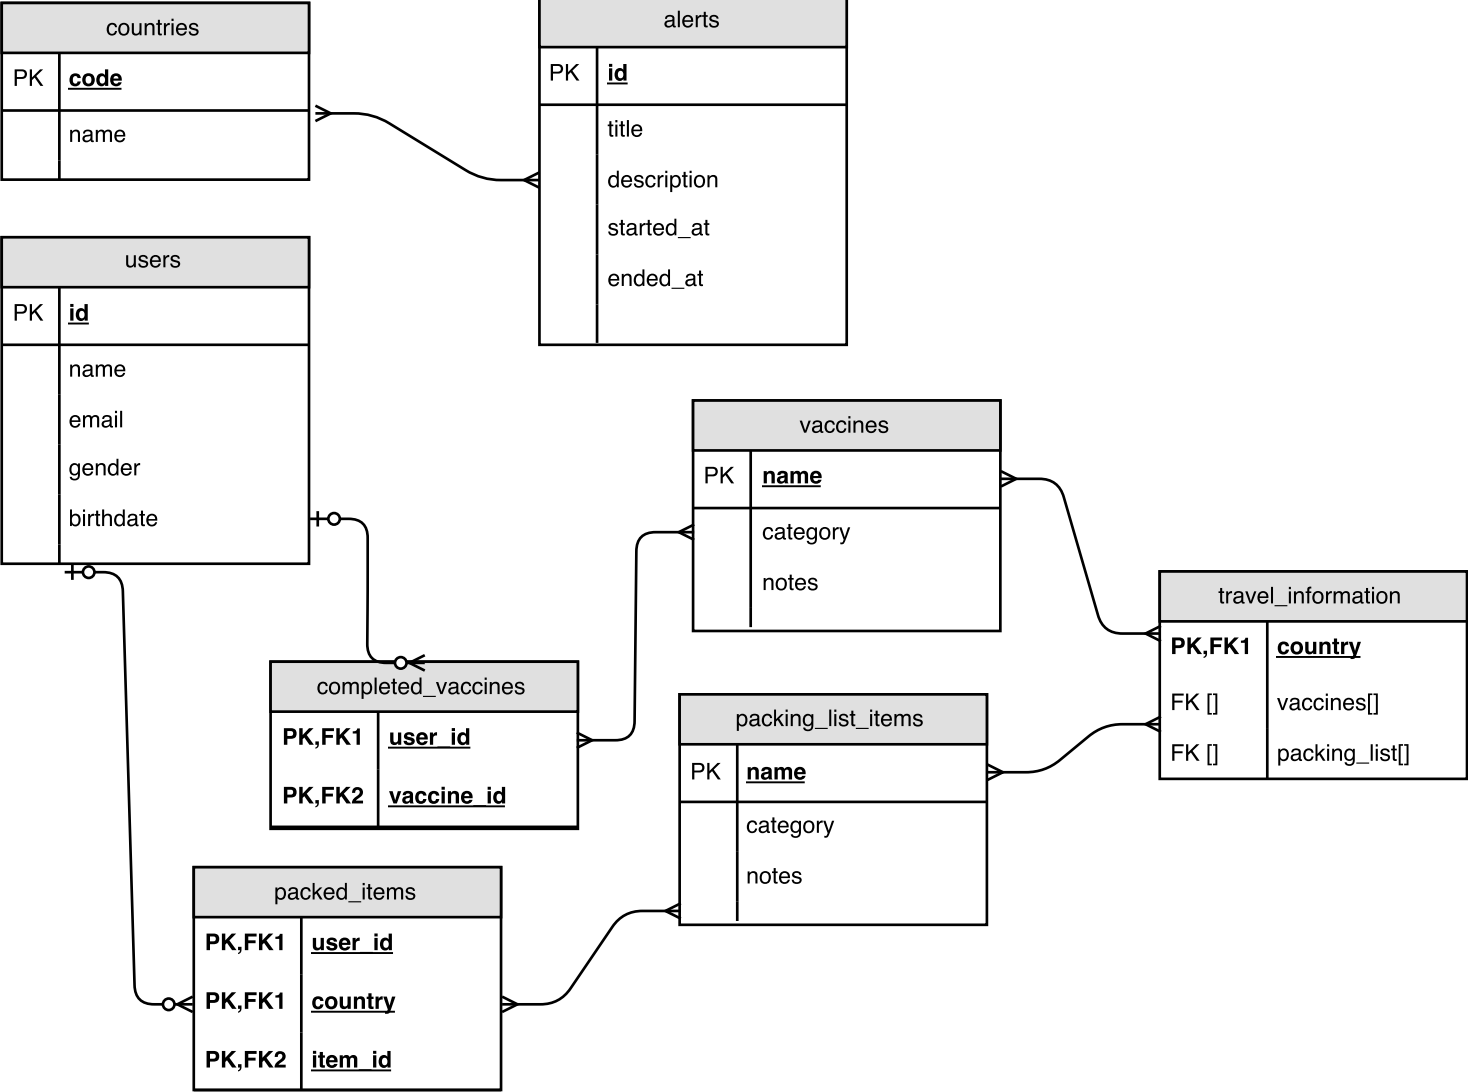 countries
PK code
name
alerts
PK id
title
description
started_at
ended_at
users
PK id
name
email
gender
birthdate
vaccines
PK name
category
notes
travel_information
PK,FK1 country
FK [] vaccines[]
FK [] packing_list[]
completed_vaccines
PK,FK1 user_id
PK,FK2 vaccine_id
packing_list_items
PK name
category
notes
packed_items
PK,FK1 user_id
PK,FK1 country
PK,FK2 item_id